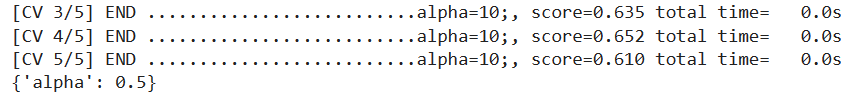 [CV 3/5] END ..........................alpha=10;, score=0.635 total time=   0.0s
[CV 4/5] END ..........................alpha=10;, score=0.652 total time=   0.0s
[CV 5/5] END ..........................alpha=10;, score=0.610 total time=   0.0s
{'alpha': 0.5}